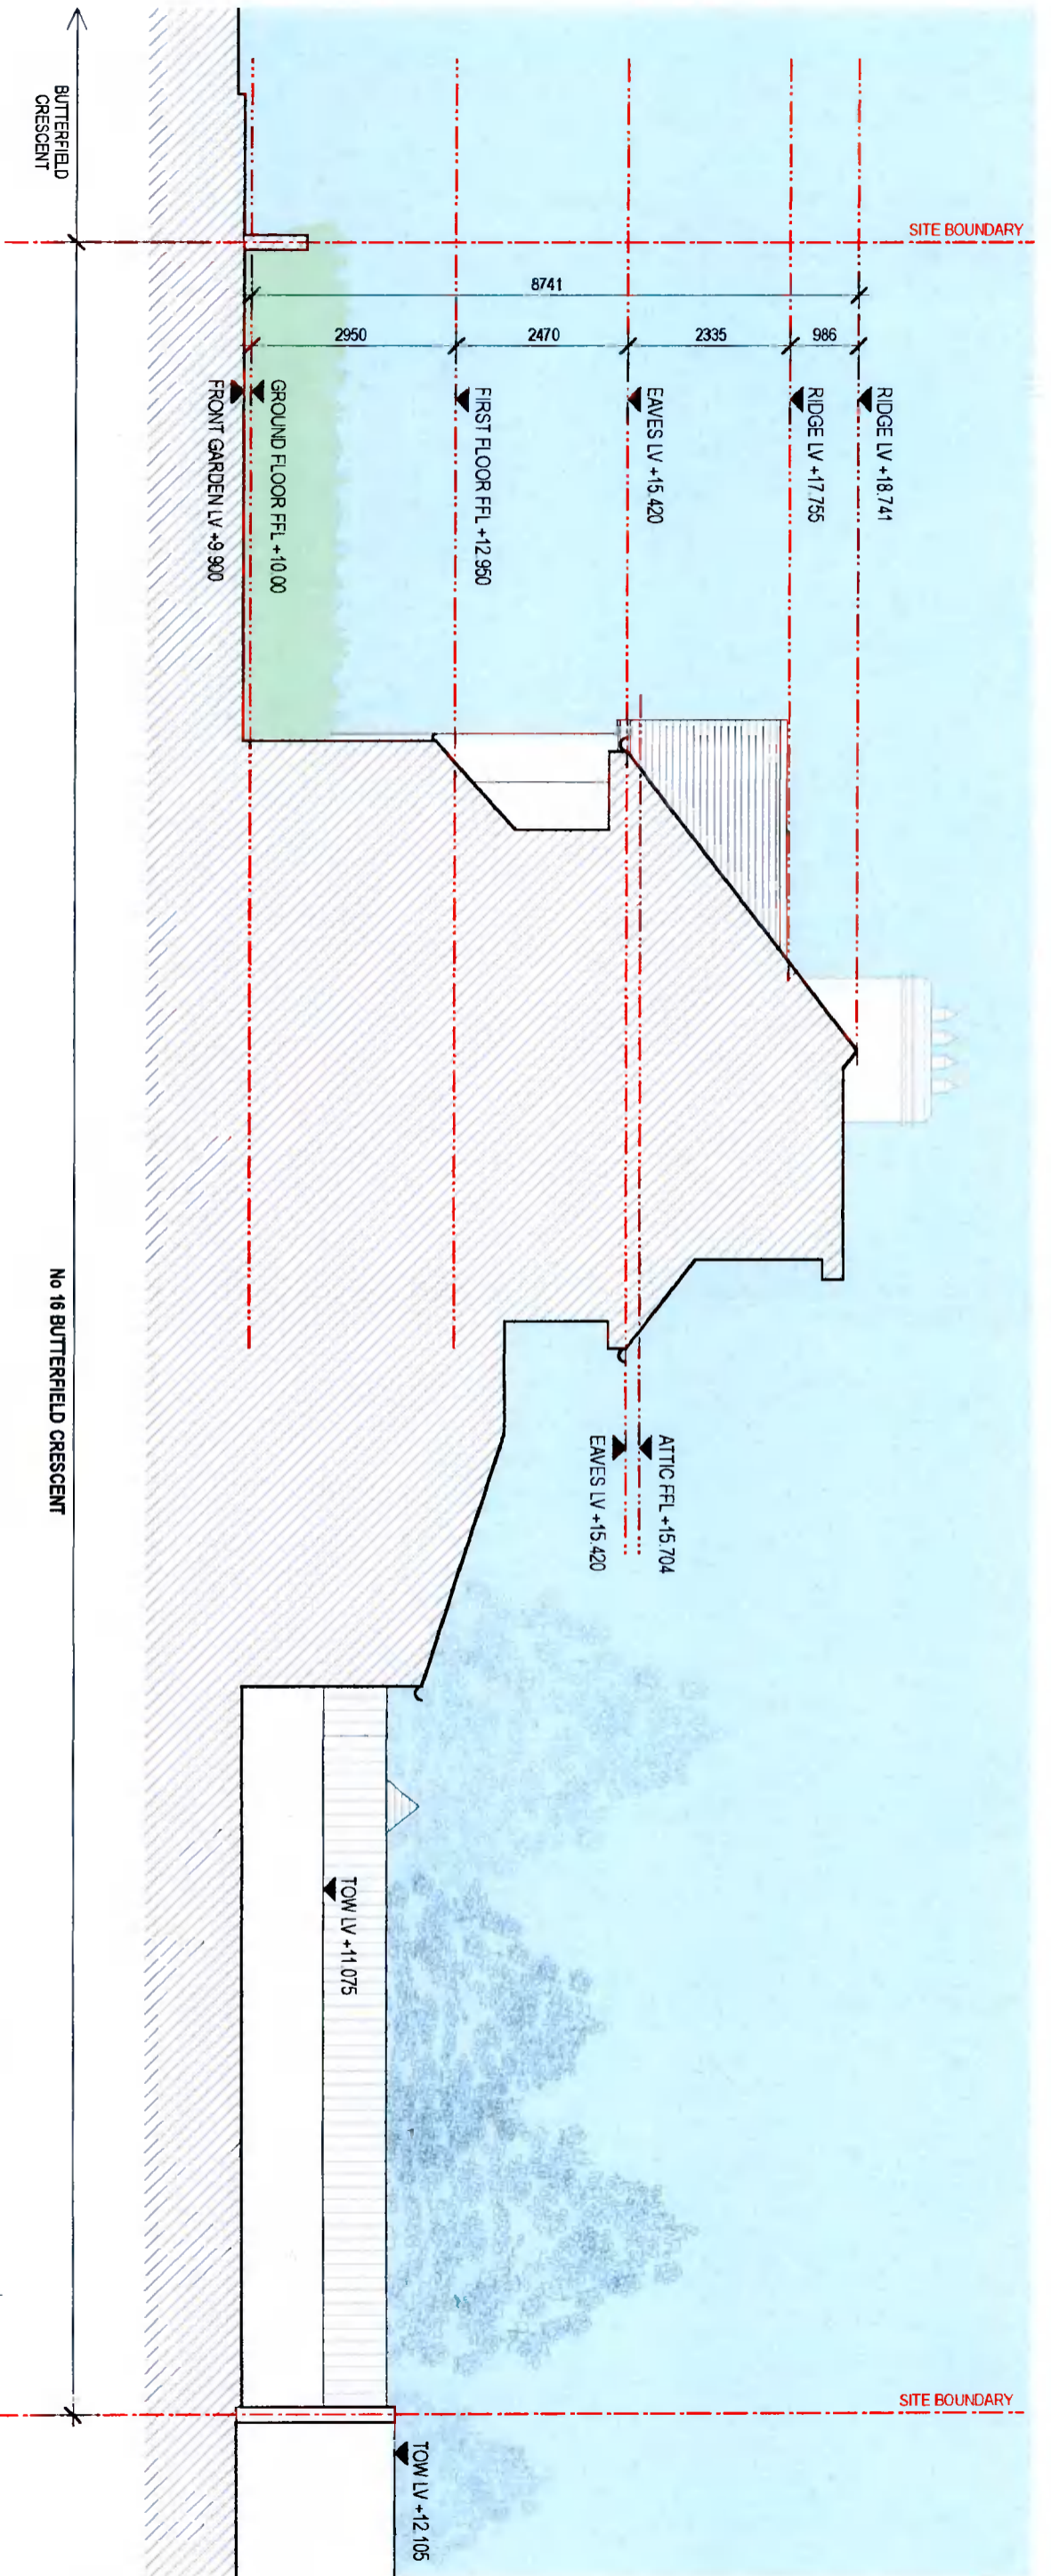 SITE BOUNDARY
SITE BOUNDARY
8741
2950
2470
2335
986
RIDGE LV +18.741
RIDGE LV +17.755
EAVES LV +15.420
FIRST FLOOR FFL +12.950
GROUND FLOOR FFL +10.00
FRONT GARDEN LV +9.900
ATTIC FFL +15.704
EAVES LV +15.420
TOW LV +11.075
TOW LV +12.105
BUTTERFIELD
CRESCENT
No 16 BUTTERFIELD CRESCENT